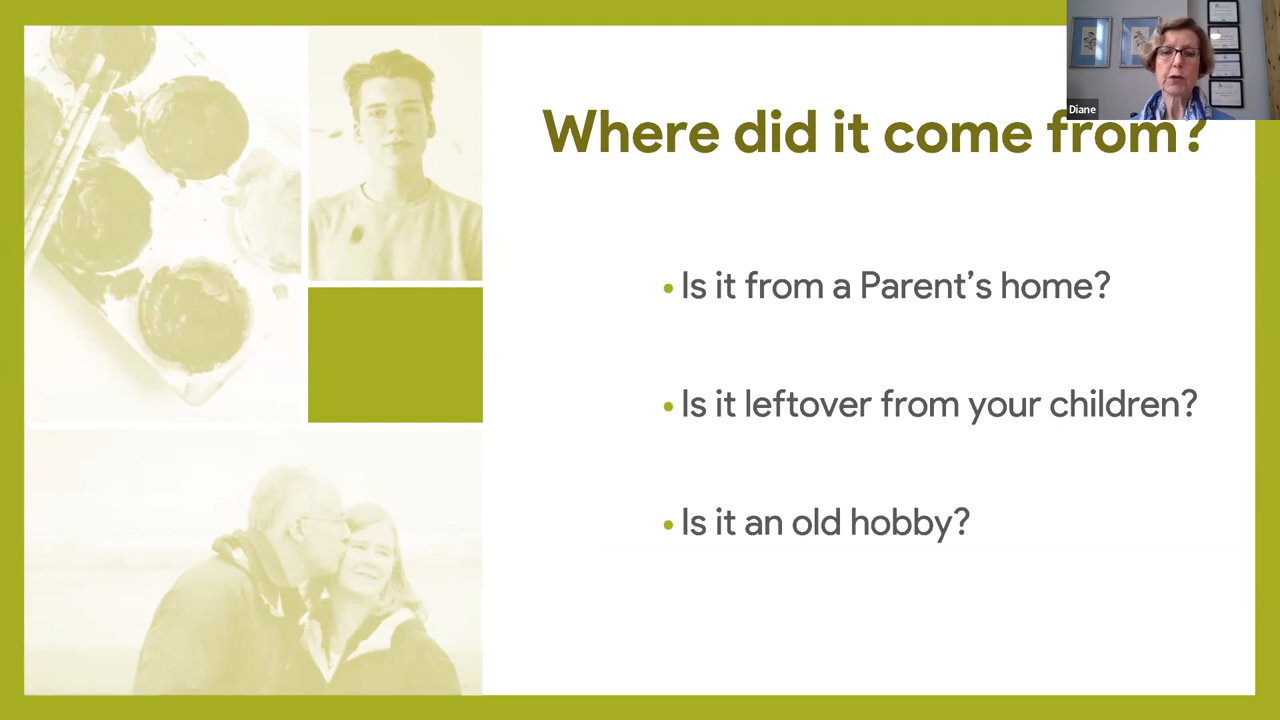 Diane
Where did it come from?
• Is it from a Parent’s home?
• Is it leftover from your children?
• Is it an old hobby?